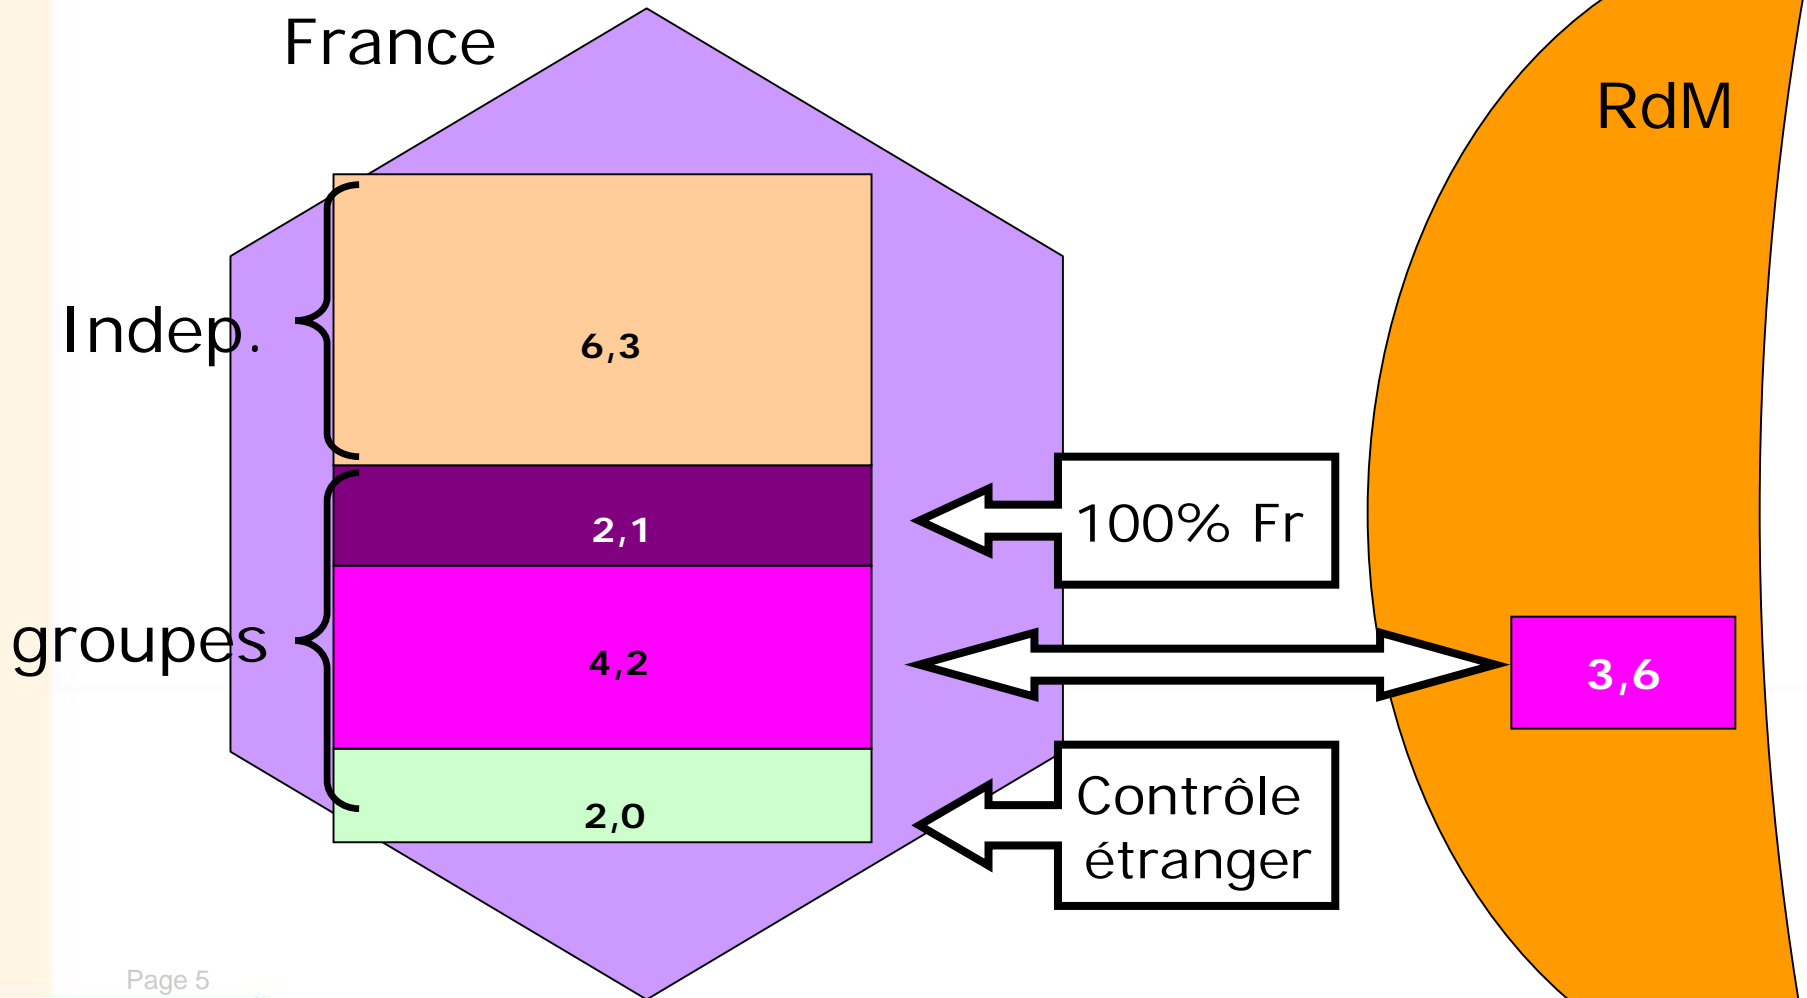 France
RdM
Indep.
6,3
2,1
100% Fr
groupes
4,2
3,6
2,0
Contrôle
étranger
Page 5